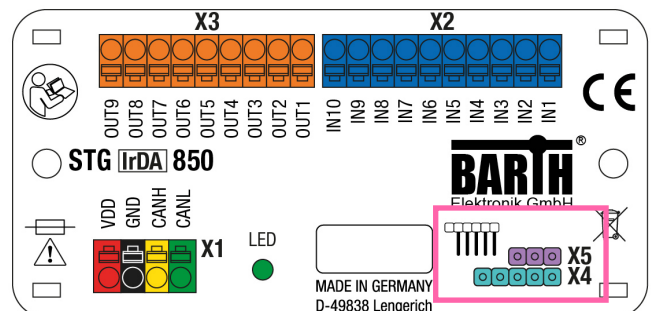 X3
X2
OUT9
OUT8
OUT7
OUT6
OUT5
OUT4
OUT3
OUT2
OUT1
IN10
IN9
IN8
IN7
IN6
IN5
IN4
IN3
IN2
IN1
CE
STG IrDA 850
BARTH®
Elektronik GmbH
VDD
GND
CANH
CANL
X1
LED
X5
X4
MADE IN GERMANY
D-49838 Lengerich